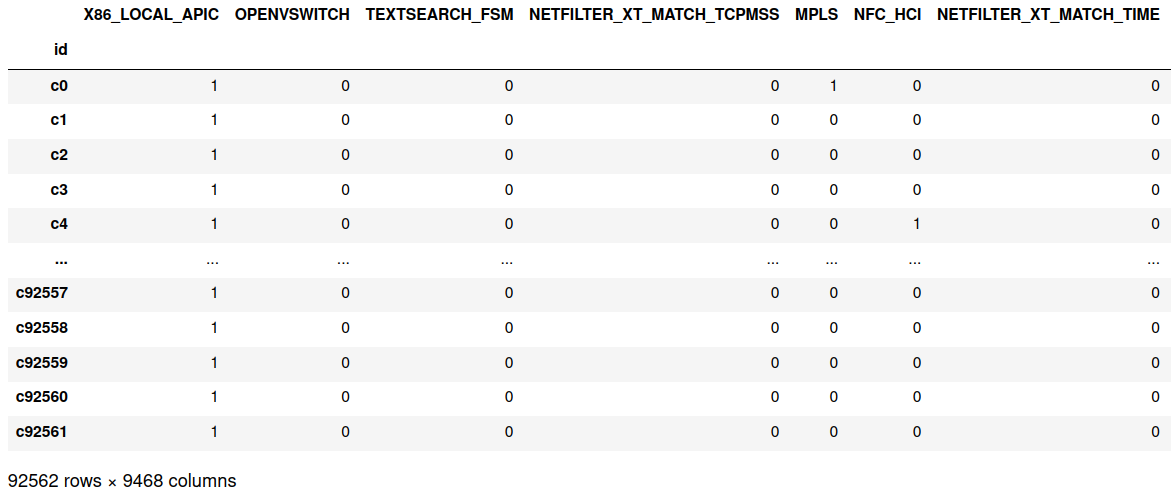 X86_LOCAL_APIC OPENVSWITCH TEXTSEARCH_FSM NETFILTER_XT_MATCH_TCPMSS MPLS NFC_HCI NETFILTER_XT_MATCH_TIME
id
c0 1 0 0 0 1 0 0
c1 1 0 0 0 0 0 0
c2 1 0 0 0 0 0 0
c3 1 0 0 0 0 0 0
c4 1 0 0 0 0 1 0
... ... ... ... ... ... ... ...
c92557 1 0 0 0 0 0 0
c92558 1 0 0 0 0 0 0
c92559 1 0 0 0 0 0 0
c92560 1 0 0 0 0 0 0
c92561 1 0 0 0 0 0 0
92562 rows × 9468 columns